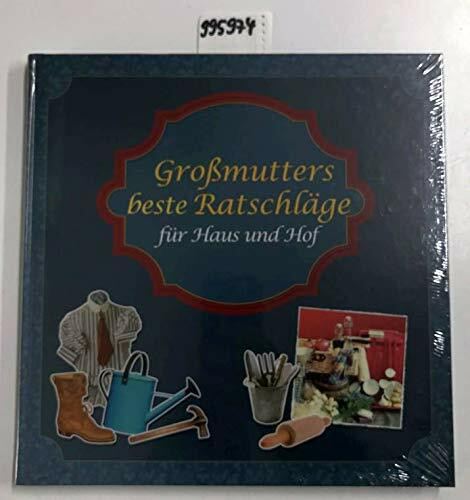 995974
Großmutters
beste Ratschläge
für Haus und Hof